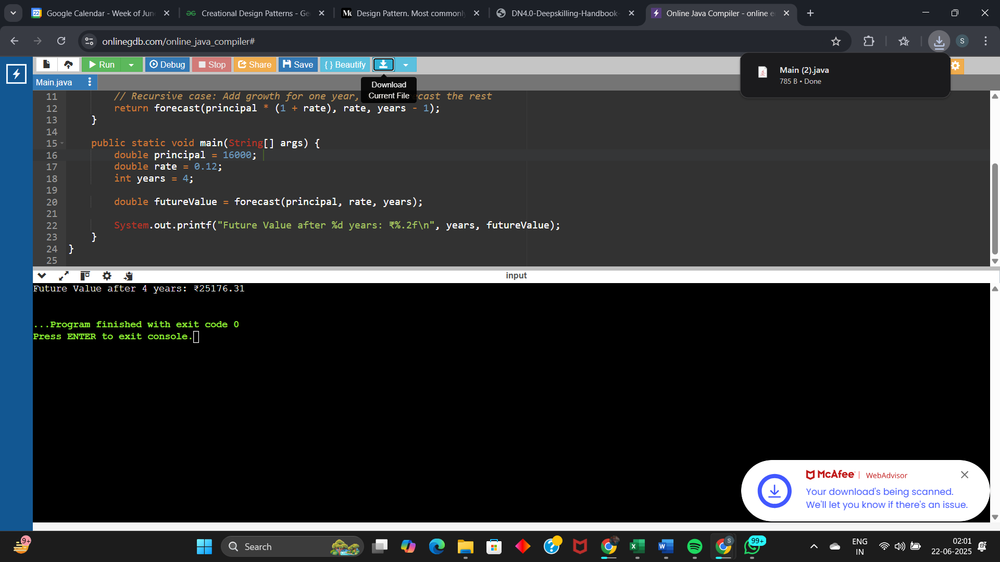 Google Calendar - Week of Jun
Creational Design Patterns - Ge
Design Pattern. Most commonly
DN4.0-Deepskilling-Handbook-
Online Java Compiler - online e
onlinegdb.com/online_java_compiler#
S
Run
Debug
Stop
Share
Save
{ } Beautify
Main (2).java
785 B • Done
Main.java
Download
Current File
11 // Recursive case: Add growth for one year, ecast the rest
12 return forecast(principal * (1 + rate), rate, years - 1);
13 }
14
15 public static void main(String[] args) {
16 double principal = 16000;
17 double rate = 0.12;
18 int years = 4;
19
20 double futureValue = forecast(principal, rate, years);
21
22 System.out.printf("Future Value after %d years: ₹%.2f\n", years, futureValue);
23 }
24 }
25
input
Future Value after 4 years: ₹25176.31
...Program finished with exit code 0
Press ENTER to exit console.
McAfee | WebAdvisor
Your download's being scanned.
We'll let you know if there's an issue.
9+
Search
99+
ENG
IN
02:01
22-06-2025